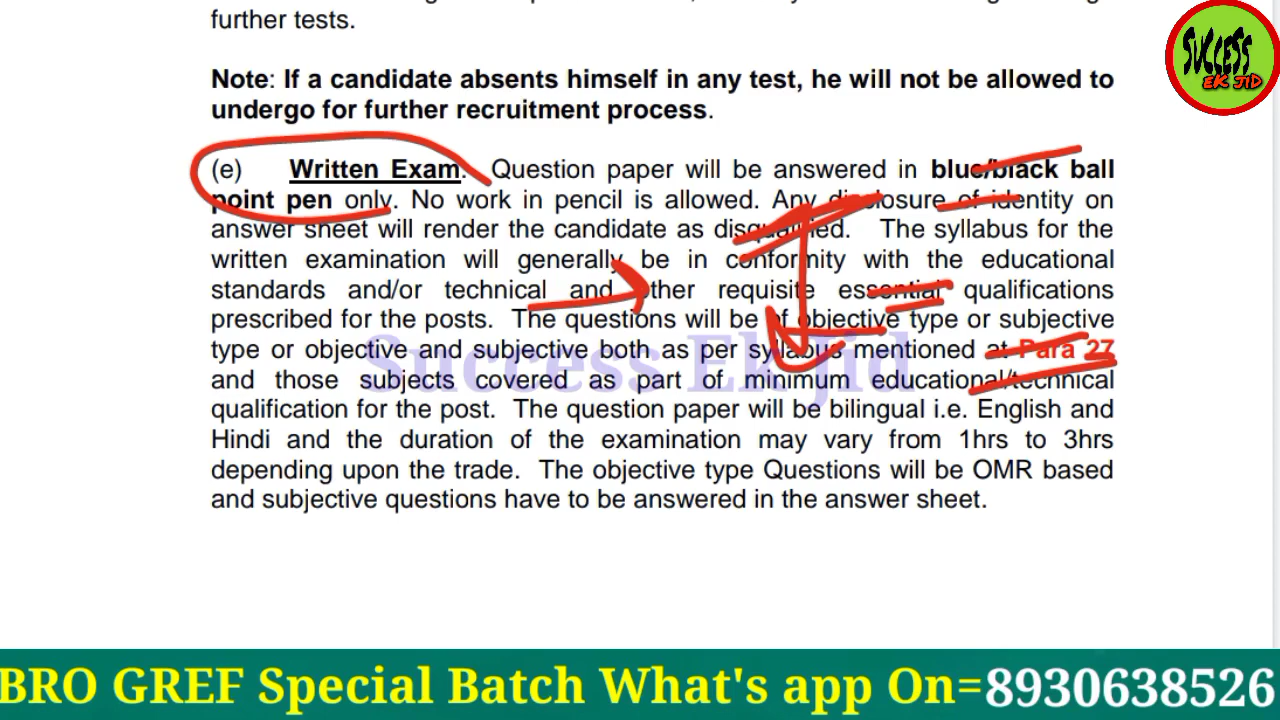 further tests.
Note: If a candidate absents himself in any test, he will not be allowed to
undergo for further recruitment process.
(e) Written Exam. Question paper will be answered in blue/black ball
point pen only. No work in pencil is allowed. Any disclosure of identity on
answer sheet will render the candidate as disqualified. The syllabus for the
written examination will generally be in conformity with the educational
standards and/or technical and other requisite essential qualifications
prescribed for the posts. The questions will be of objective type or subjective
type or objective and subjective both as per syllabus mentioned at Para 27
and those subjects covered as part of minimum educational/technical
qualification for the post. The question paper will be bilingual i.e. English and
Hindi and the duration of the examination may vary from 1hrs to 3hrs
depending upon the trade. The objective type Questions will be OMR based
and subjective questions have to be answered in the answer sheet.
Success Ek Jid
SUCCESS
EK JID
BRO GREF Special Batch What's app On=8930638526